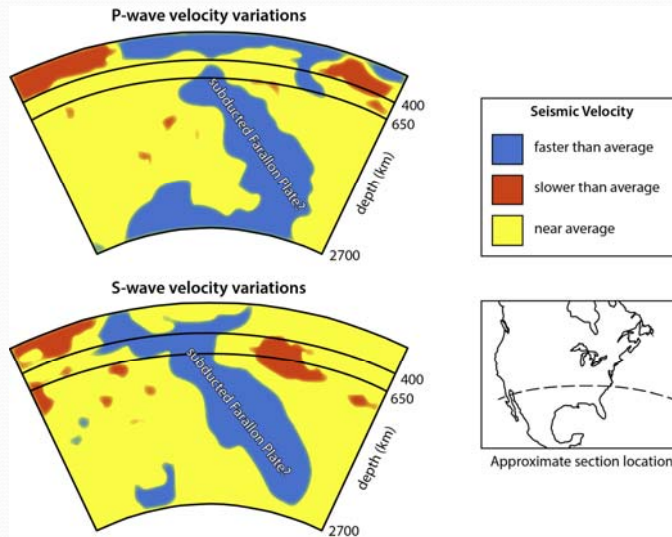 P-wave velocity variations
subducted Farallon Plate?
400
650
depth (km)
2700
Seismic Velocity
faster than average
slower than average
near average
S-wave velocity variations
subducted Farallon Plate?
400
650
depth (km)
2700
Approximate section location